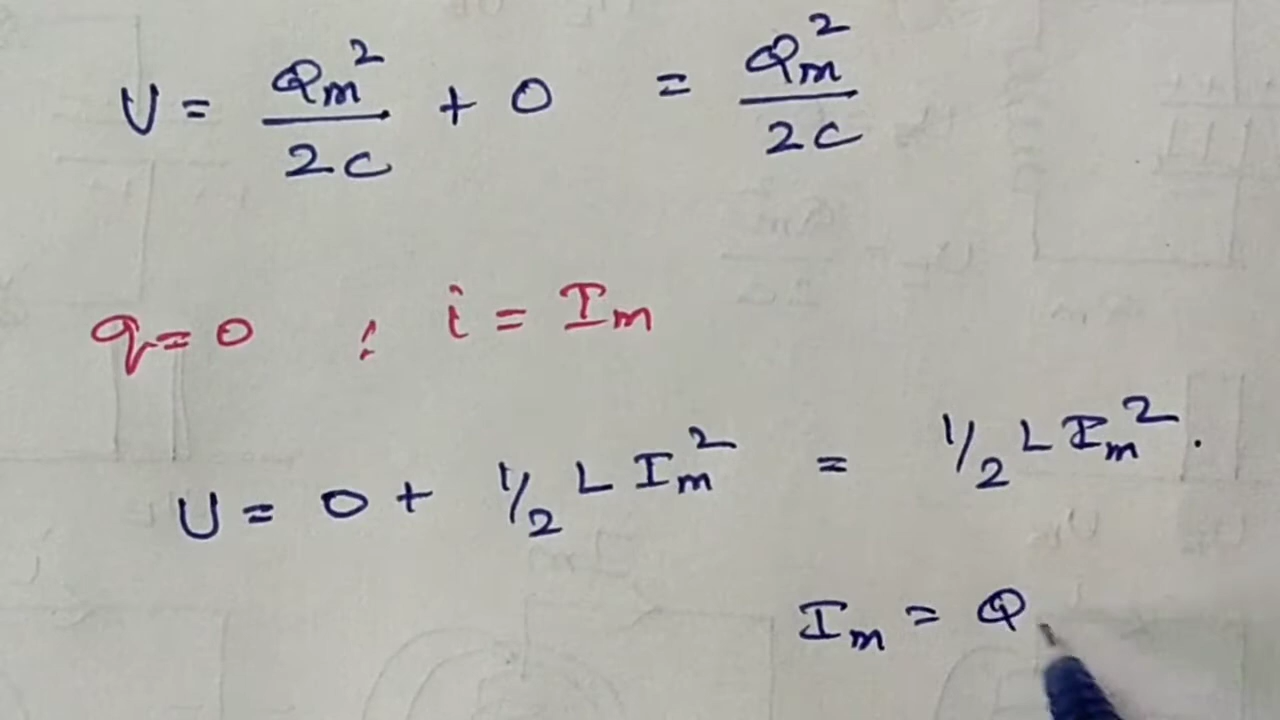 U = Qm²/2C + 0 = Qm²/2C
q=0 ; i = Im
U = 0 + 1/2 L Im² = 1/2 L Im².
Im = Q